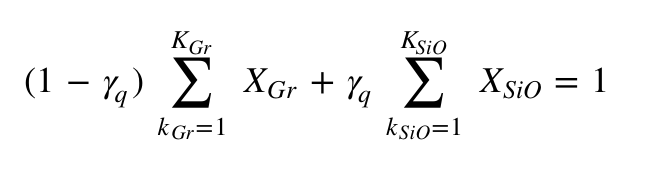 (1 − γ_q) ∑_{k_{Gr}=1}^{K_{Gr}} X_{Gr} + γ_q ∑_{k_{SiO}=1}^{K_{SiO}} X_{SiO} = 1